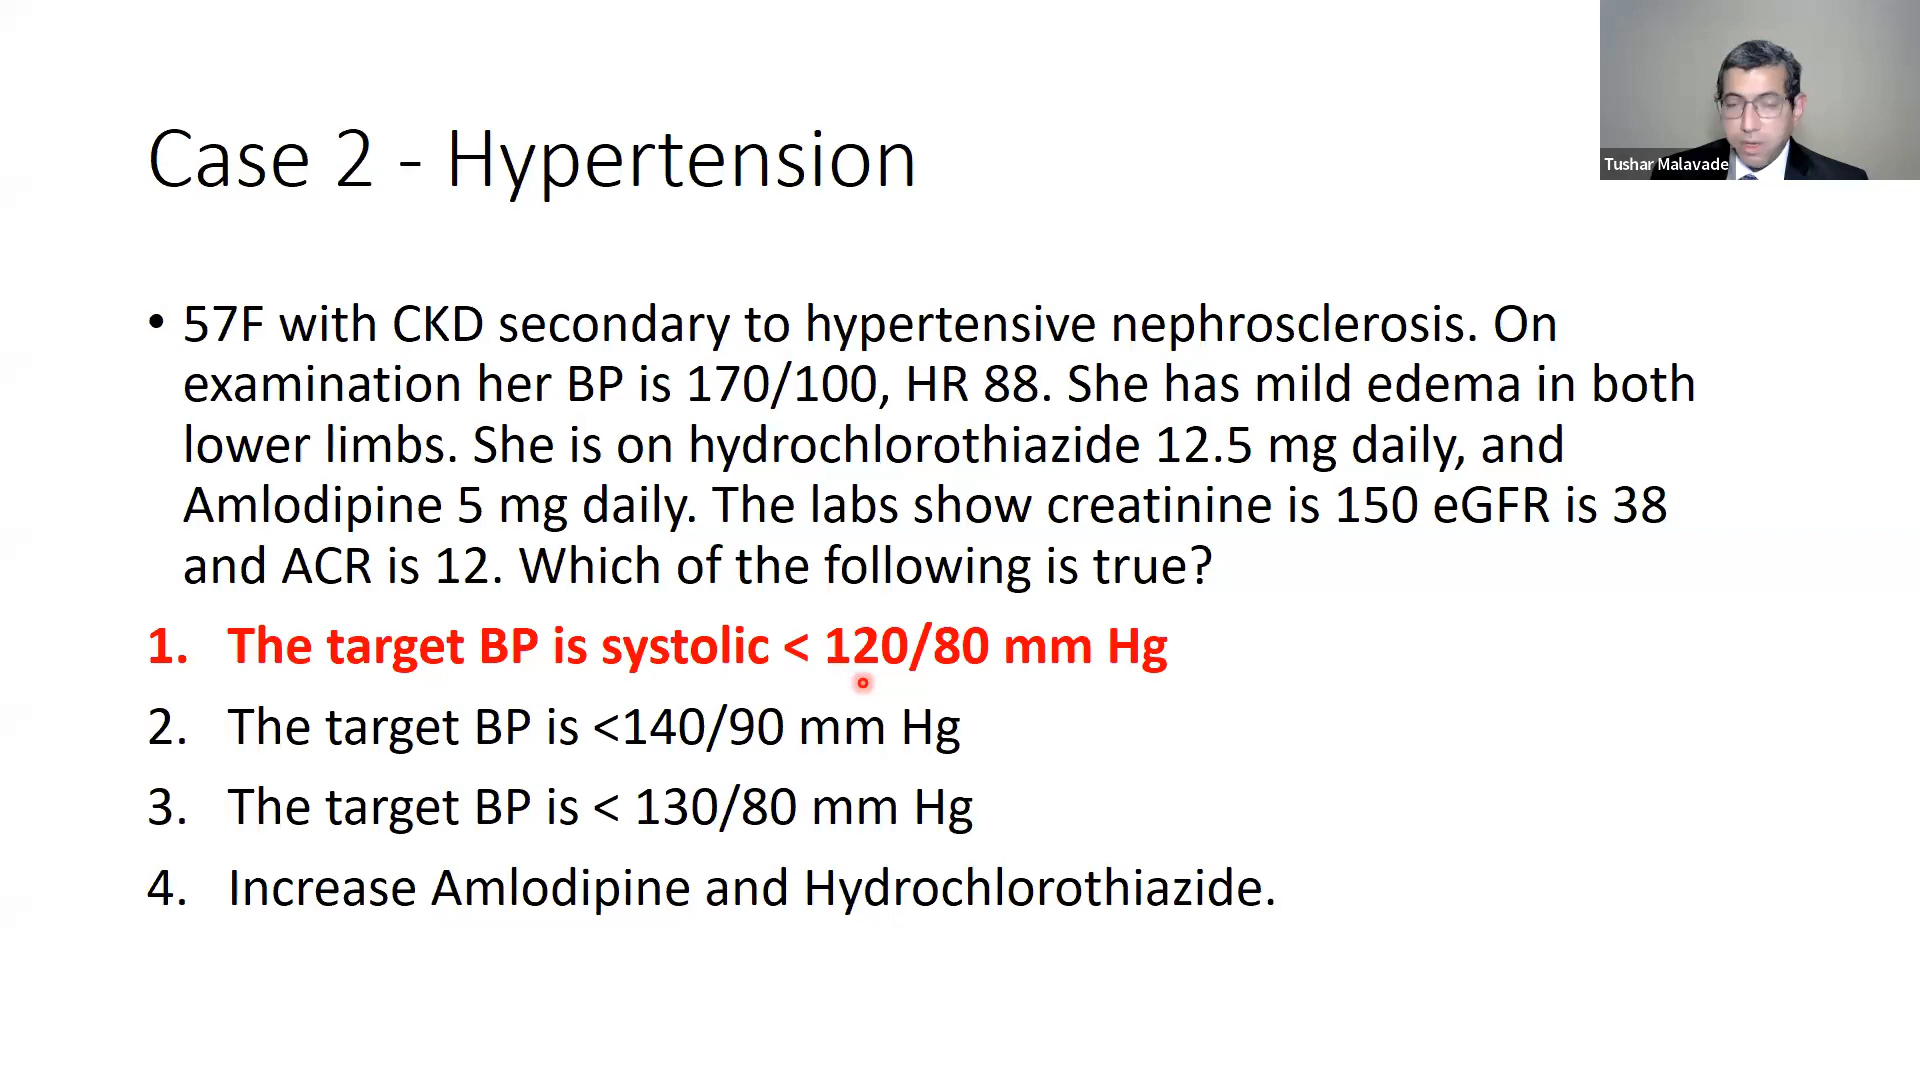 Tushar Malavade
Case 2 - Hypertension
• 57F with CKD secondary to hypertensive nephrosclerosis. On
examination her BP is 170/100, HR 88. She has mild edema in both
lower limbs. She is on hydrochlorothiazide 12.5 mg daily, and
Amlodipine 5 mg daily. The labs show creatinine is 150 eGFR is 38
and ACR is 12. Which of the following is true?
1. The target BP is systolic < 120/80 mm Hg
2. The target BP is <140/90 mm Hg
3. The target BP is < 130/80 mm Hg
4. Increase Amlodipine and Hydrochlorothiazide.